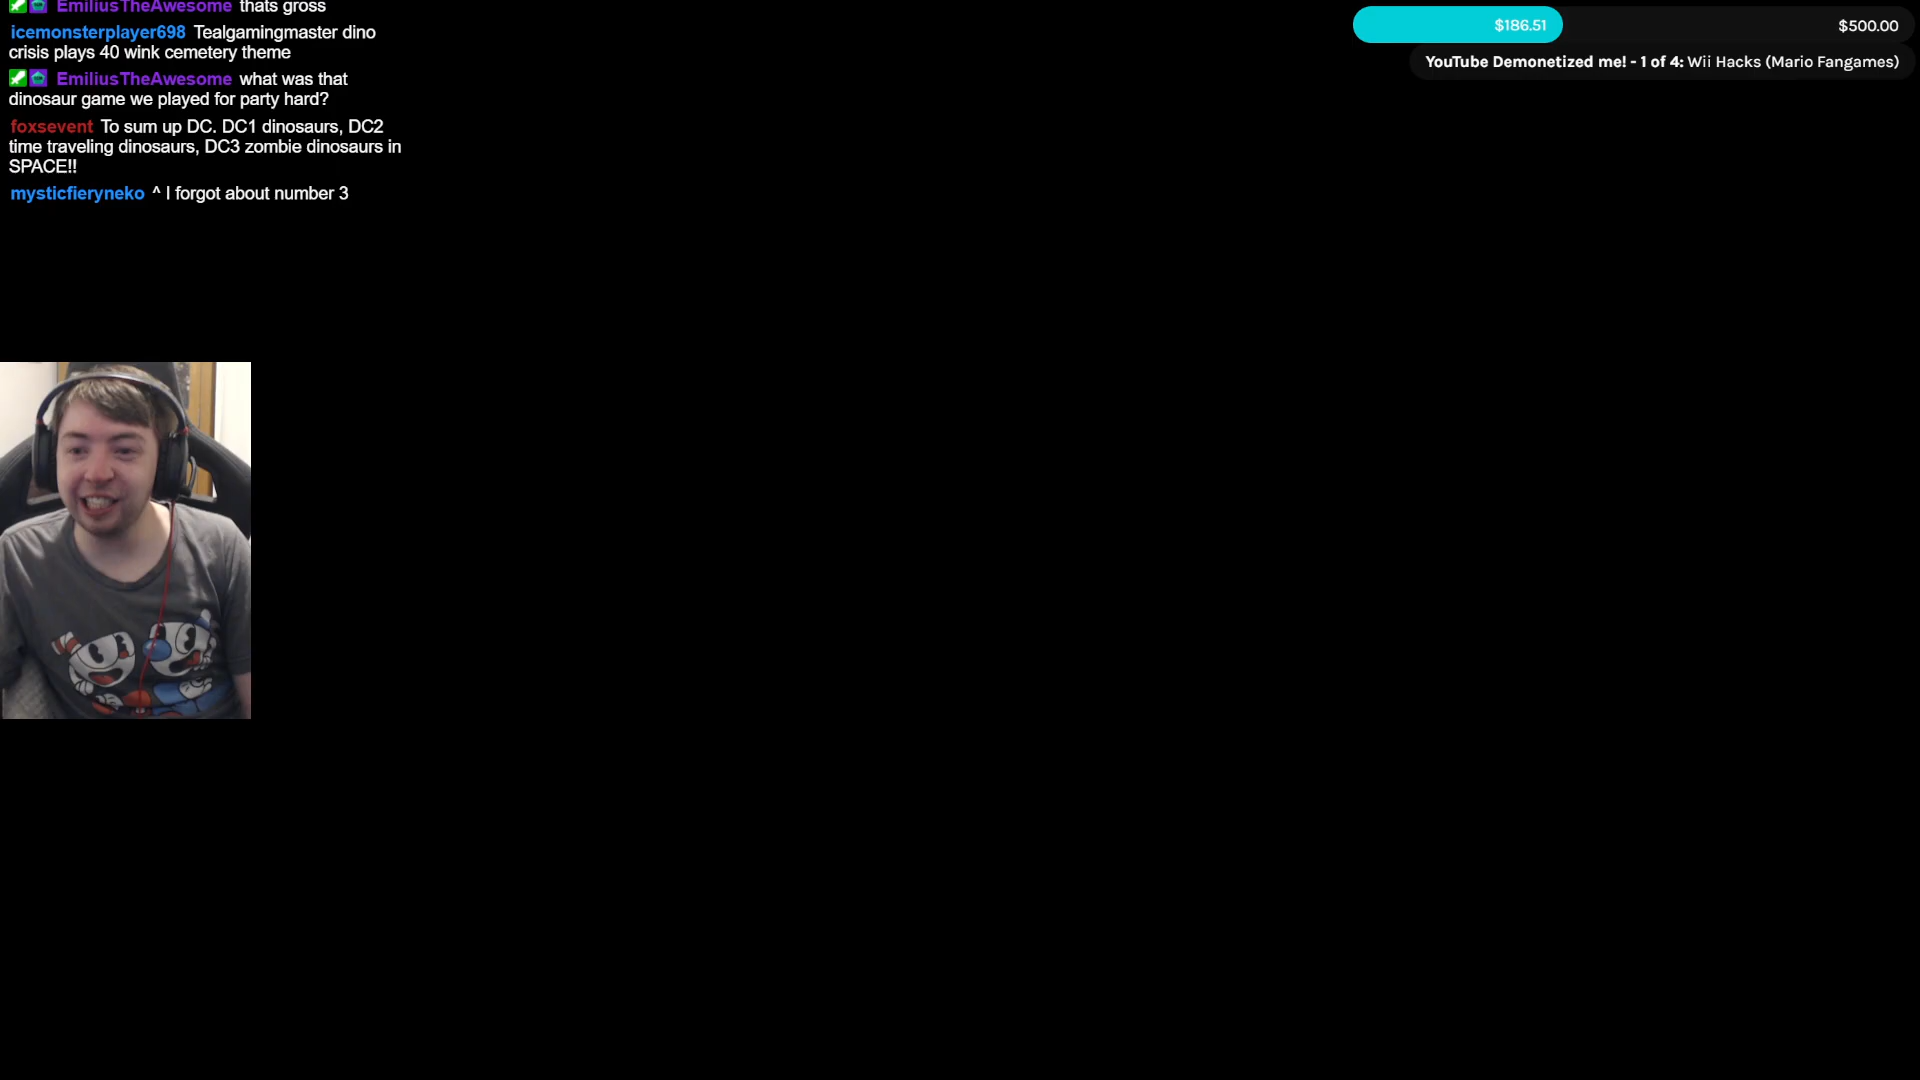 EmiliusTheAwesome thats gross
icemonsterplayer698 Tealgamingmaster dino
crisis plays 40 wink cemetery theme
EmiliusTheAwesome what was that
dinosaur game we played for party hard?
foxsevent To sum up DC. DC1 dinosaurs, DC2
time traveling dinosaurs, DC3 zombie dinosaurs in
SPACE!!
mysticfieryneko ^ I forgot about number 3
$186.51 $500.00
YouTube Demonetized me! - 1 of 4: Wii Hacks (Mario Fangames)